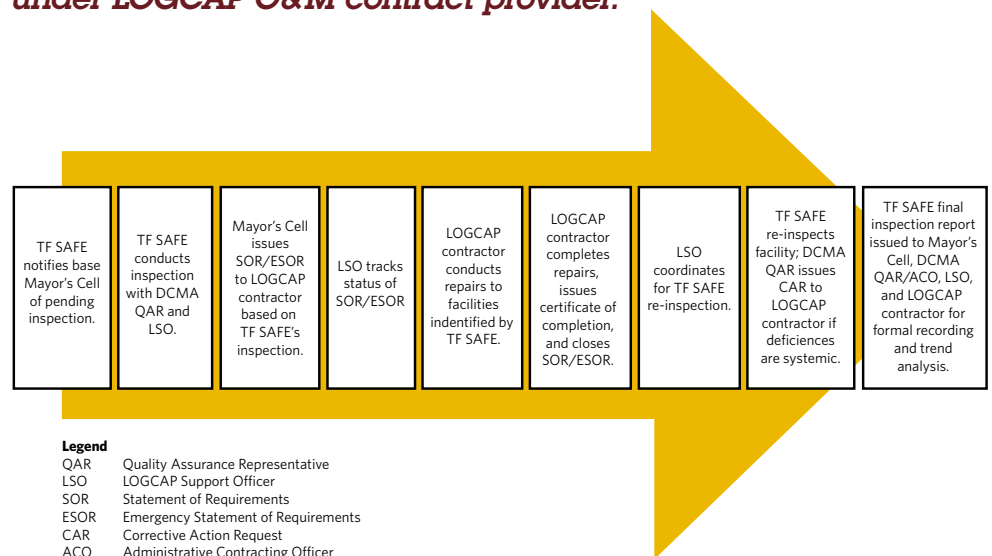 under LOGCAP O&M contract provider.
TF SAFE
notifies base
Mayor's Cell
of pending
inspection.
TF SAFE
conducts
inspection
with DCMA
QAR and
LSO.
Mayor's Cell
issues
SOR/ESOR
to LOGCAP
contractor
based on
TF SAFE's
inspection.
LSO tracks
status of
SOR/ESOR
LOGCAP
contractor
conducts
repairs to
facilities
indentified by
TF SAFE.
LOGCAP
contractor
completes
repairs,
issues
certificate of
completion,
and closes
SOR/ESOR.
LSO
coordinates
for TF SAFE
re-inspection.
TF SAFE
re-inspects
facility; DCMA
QAR issues
CAR to
LOGCAP
contractor if
deficiences
are systemic.
TF SAFE final
inspection report
issued to Mayor's
Cell, DCMA
QAR/ACO, LSO,
and LOGCAP
contractor for
formal recording
and trend
analysis.
Legend
QAR Quality Assurance Representative
LSO LOGCAP Support Officer
SOR Statement of Requirements
ESOR Emergency Statement of Requirements
CAR Corrective Action Request
ACO Administrative Contracting Officer